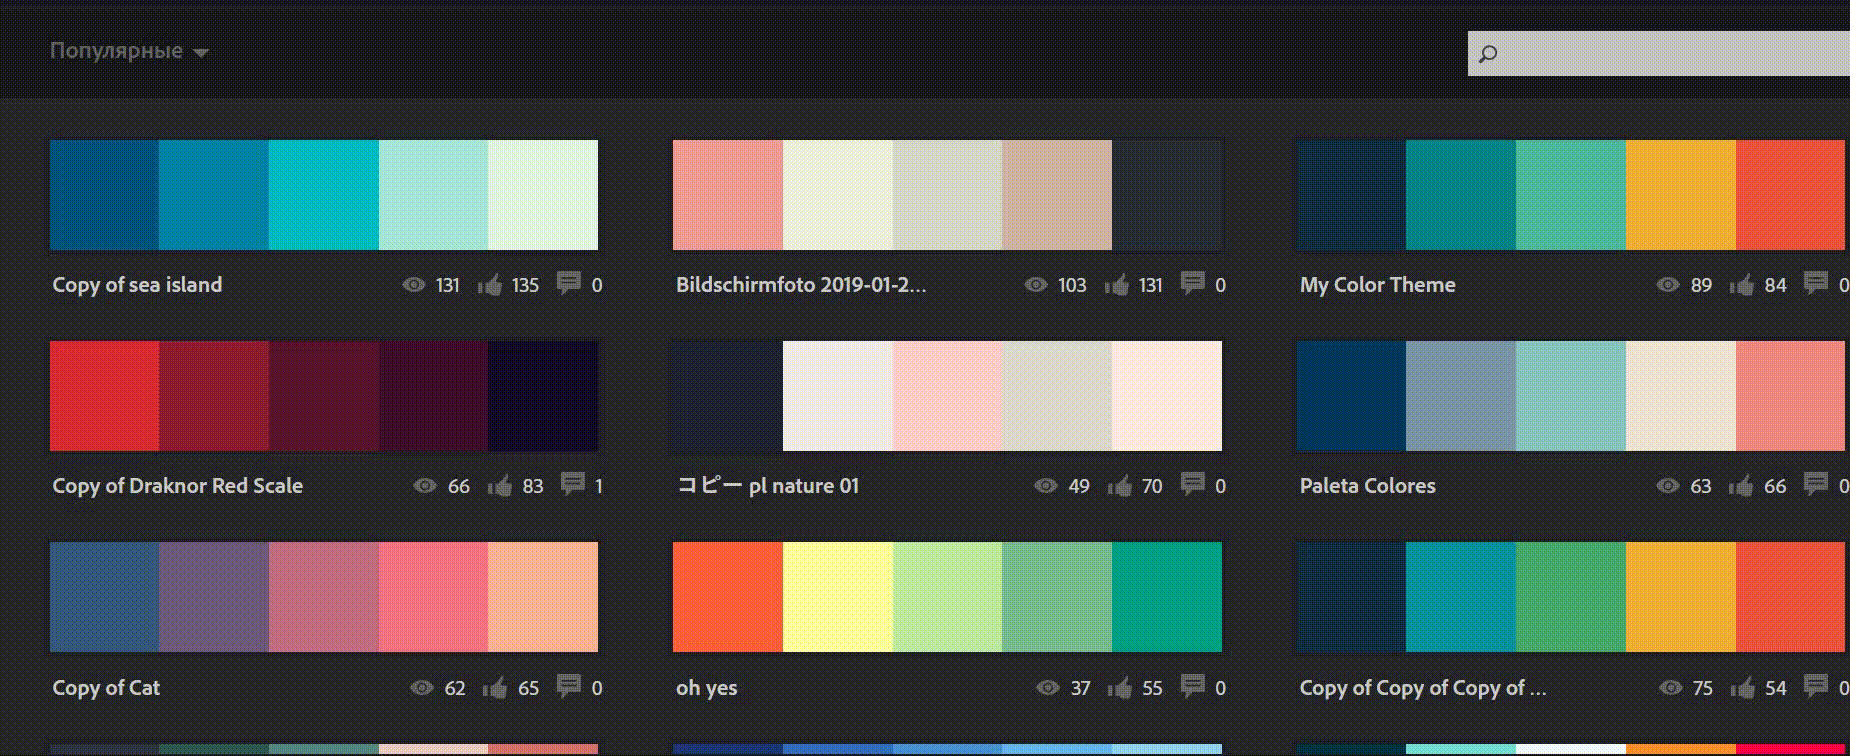 Популярные
Copy of sea island 131 135 0
Bildschirmfoto 2019-01-2... 103 131 0
My Color Theme 89 84 0
Copy of Draknor Red Scale 66 83 1
コピー pl nature 01 49 70 0
Paleta Colores 63 66 0
Copy of Cat 62 65 0
oh yes 37 55 0
Copy of Copy of Copy of ... 75 54 0